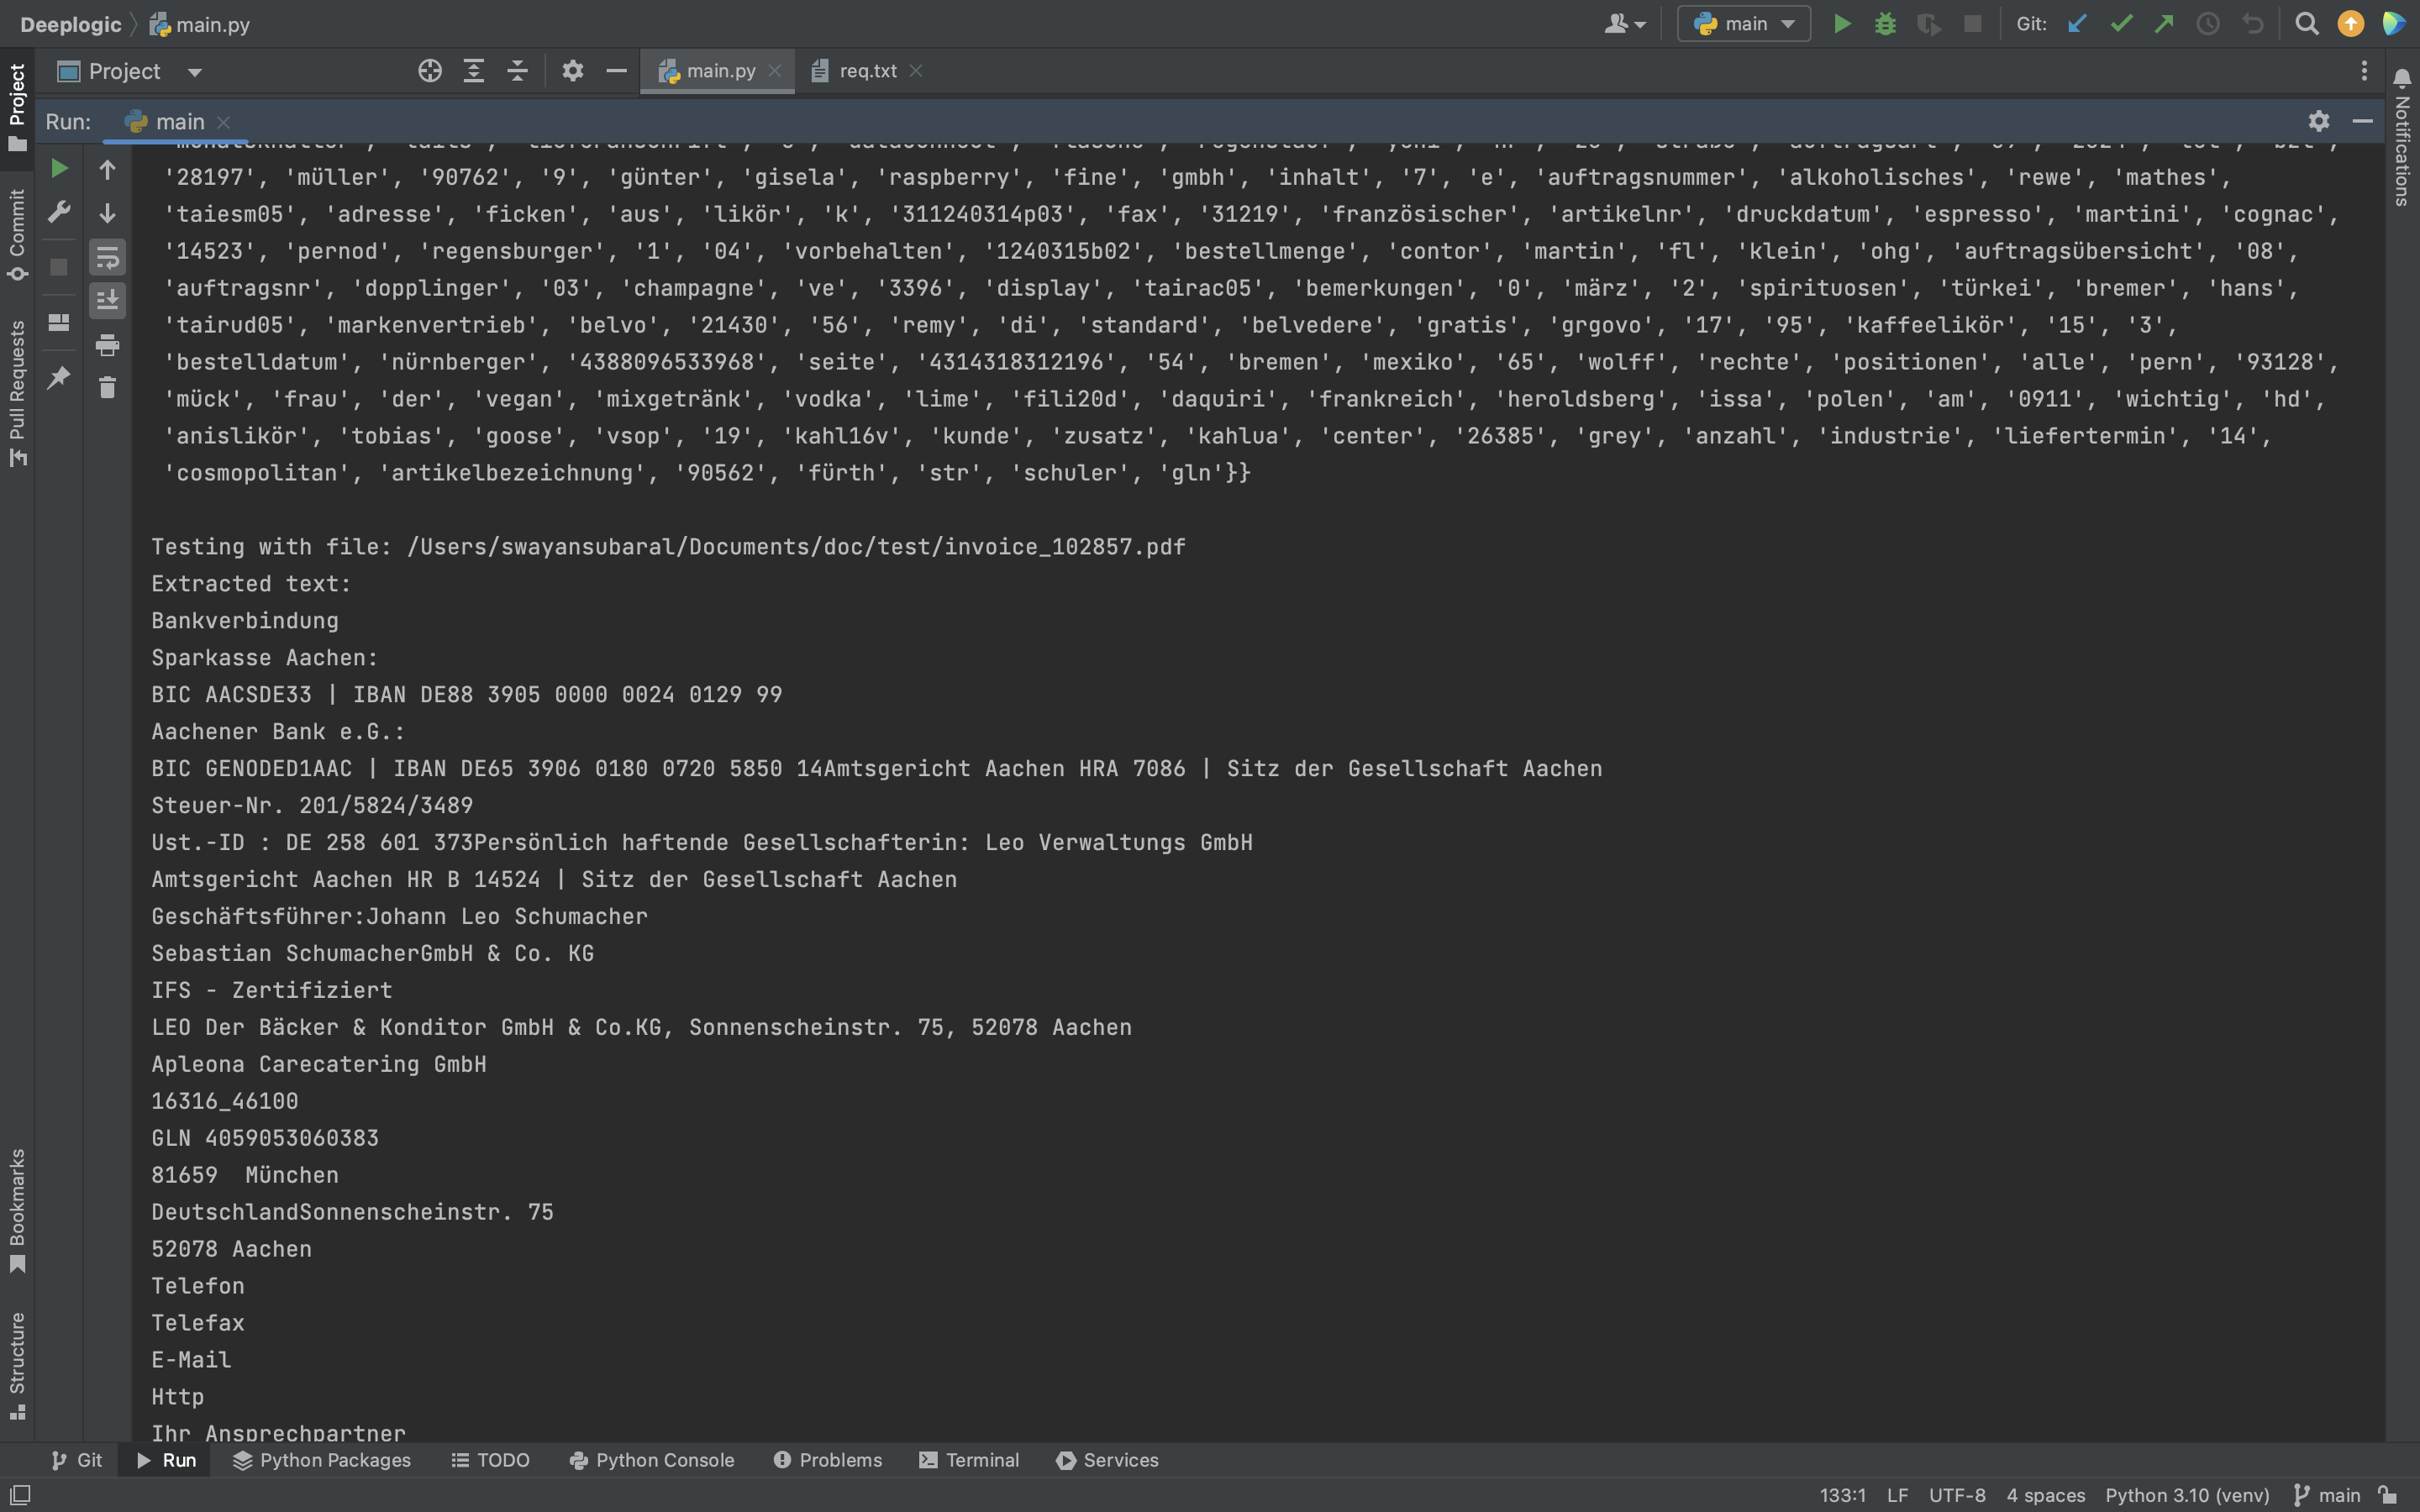 Deeplogic
main.py
main
Git:
Project
main.py
req.txt
Run:
main
'28197', 'müller', '90762', '9', 'günter', 'gisela', 'raspberry', 'fine', 'gmbh', 'inhalt', '7', 'e', 'auftragsnummer', 'alkoholisches', 'rewe', 'mathes',
'taiesm05', 'adresse', 'ficken', 'aus', 'likör', 'k', '311240314p03', 'fax', '31219', 'französischer', 'artikelnr', 'druckdatum', 'espresso', 'martini', 'cognac',
'14523', 'pernod', 'regensburger', '1', '04', 'vorbehalten', '1240315b02', 'bestellmenge', 'contor', 'martin', 'fl', 'klein', 'ohg', 'auftragsübersicht', '08',
'auftragsnr', 'dopplinger', '03', 'champagne', 've', '3396', 'display', 'tairac05', 'bemerkungen', '0', 'märz', '2', 'spirituosen', 'türkei', 'bremer', 'hans',
'tairud05', 'markenvertrieb', 'belvo', '21430', '56', 'remy', 'di', 'standard', 'belvedere', 'gratis', 'grgovo', '17', '95', 'kaffeelikör', '15', '3',
'bestelldatum', 'nürnberger', '4388096533968', 'seite', '4314318312196', '54', 'bremen', 'mexiko', '65', 'wolff', 'rechte', 'positionen', 'alle', 'pern', '93128',
'mück', 'frau', 'der', 'vegan', 'mixgetränk', 'vodka', 'lime', 'fili20d', 'daquiri', 'frankreich', 'heroldsberg', 'issa', 'polen', 'am', '0911', 'wichtig', 'hd',
'anislikör', 'tobias', 'goose', 'vsop', '19', 'kahl16v', 'kunde', 'zusatz', 'kahlua', 'center', '26385', 'grey', 'anzahl', 'industrie', 'liefertermin', '14',
'cosmopolitan', 'artikelbezeichnung', '90562', 'fürth', 'str', 'schuler', 'gln'}}
Testing with file: /Users/swayansubaral/Documents/doc/test/invoice_102857.pdf
Extracted text:
Bankverbindung
Sparkasse Aachen:
BIC AACSDE33 | IBAN DE88 3905 0000 0024 0129 99
Aachener Bank e.G.:
BIC GENODED1AAC | IBAN DE65 3906 0180 0720 5850 14Amtsgericht Aachen HRA 7086 | Sitz der Gesellschaft Aachen
Steuer-Nr. 201/5824/3489
Ust.-ID : DE 258 601 373Persönlich haftende Gesellschafterin: Leo Verwaltungs GmbH
Amtsgericht Aachen HR B 14524 | Sitz der Gesellschaft Aachen
Geschäftsführer:Johann Leo Schumacher
Sebastian SchumacherGmbH & Co. KG
IFS - Zertifiziert
LEO Der Bäcker & Konditor GmbH & Co.KG, Sonnenscheinstr. 75, 52078 Aachen
Apleona Carecatering GmbH
16316_46100
GLN 4059053060383
81659  München
DeutschlandSonnenscheinstr. 75
52078 Aachen
Telefon
Telefax
E-Mail
Http
Ihr Ansprechpartner
Project
Commit
Pull Requests
Bookmarks
Structure
Notifications
Git
Run
Python Packages
TODO
Python Console
Problems
Terminal
Services
133:1
LF
UTF-8
4 spaces
Python 3.10 (venv)
main